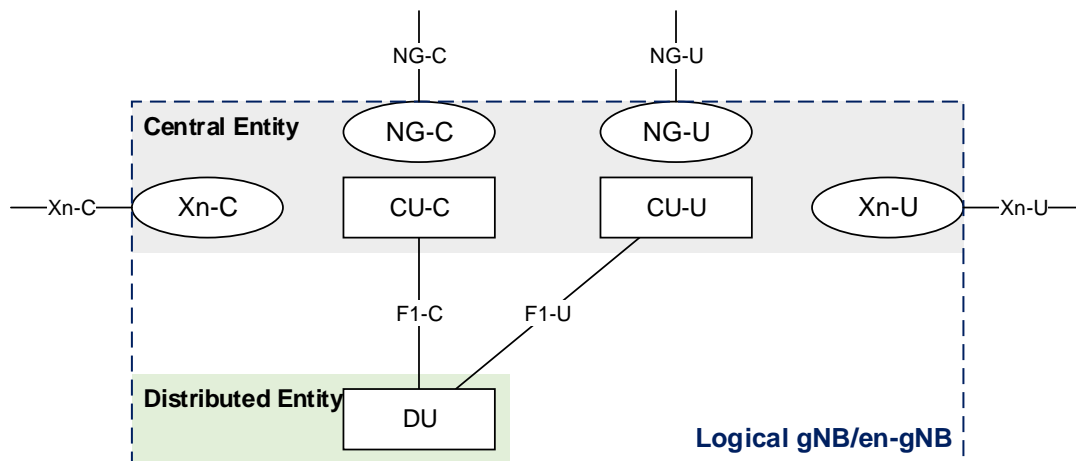 NG-C
NG-U
Central Entity
NG-C
NG-U
Xn-C
Xn-C
CU-C
CU-U
Xn-U
Xn-U
F1-C
F1-U
Distributed Entity
DU
Logical gNB/en-gNB